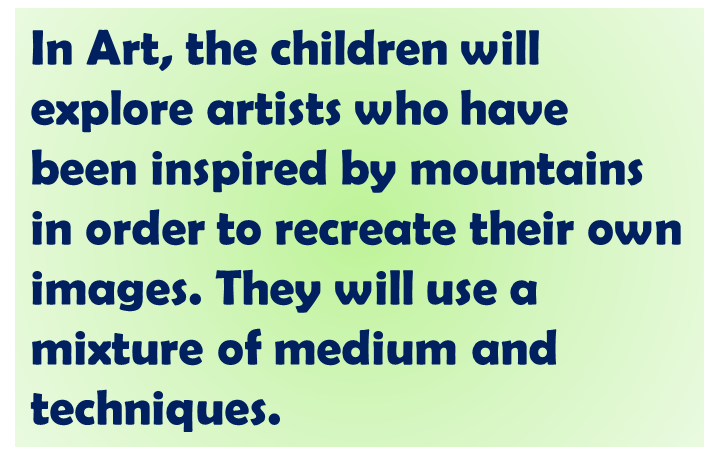 In Art, the children will
explore artists who have
been inspired by mountains
in order to recreate their own
images. They will use a
mixture of medium and
techniques.